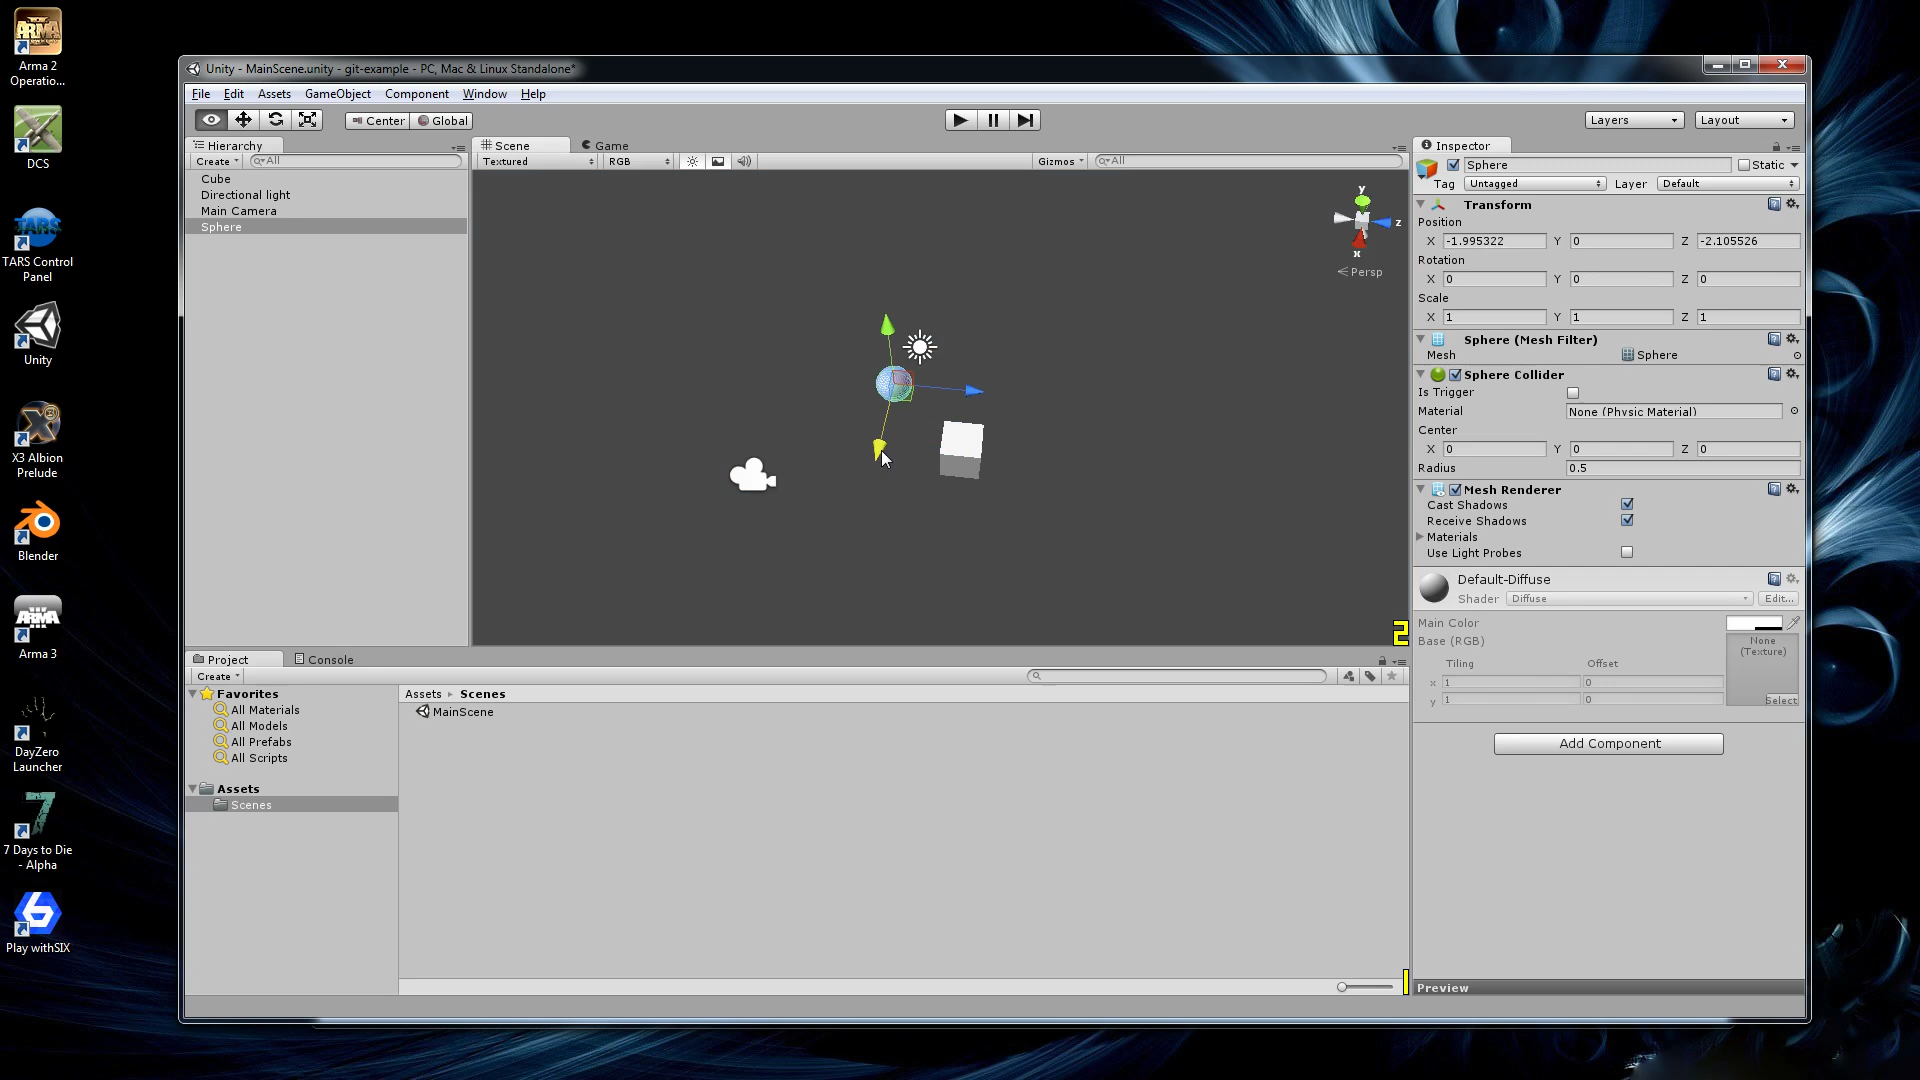 Arma 2
Operatio...
DCS
TARS Control
Panel
Unity
X3 Albion
Prelude
Blender
Arma 3
DayZero
Launcher
7 Days to Die
- Alpha
Play withSIX
Unity - MainScene.unity - git-example - PC, Mac & Linux Standalone*
File Edit Assets GameObject Component Window Help
Center Global
Layers Layout
Hierarchy
Create All
Cube
Directional light
Main Camera
Sphere
Scene Game
Textured RGB Gizmos All
y
z
x
Persp
2
Inspector
Sphere Static
Tag Untagged Layer Default
Transform
Position
X -1.995322 Y 0 Z -2.105526
Rotation
X 0 Y 0 Z 0
Scale
X 1 Y 1 Z 1
Sphere (Mesh Filter)
Mesh Sphere
Sphere Collider
Is Trigger
Material None (Physic Material)
Center
X 0 Y 0 Z 0
Radius 0.5
Mesh Renderer
Cast Shadows
Receive Shadows
Materials
Use Light Probes
Default-Diffuse
Shader Diffuse Edit...
Main Color
Base (RGB)
None
(Texture)
Tiling Offset
x 1 0
y 1 0
Select
Add Component
Preview
Project Console
Create
Favorites
All Materials
All Models
All Prefabs
All Scripts
Assets
Scenes
Assets Scenes
MainScene